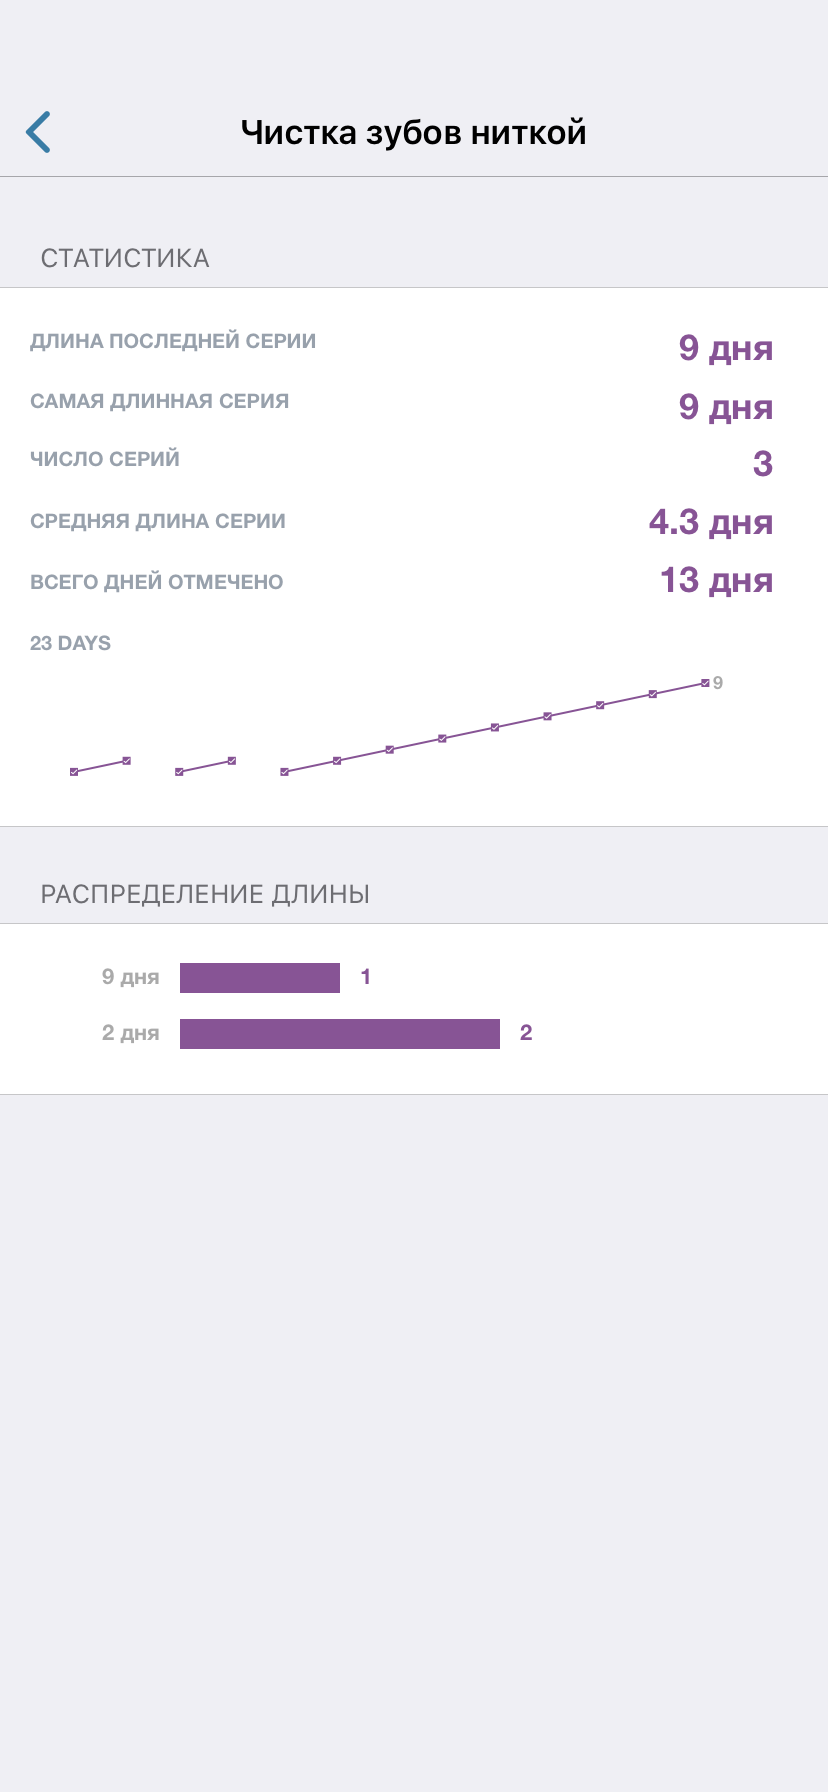 Чистка зубов ниткой
СТАТИСТИКА
ДЛИНА ПОСЛЕДНЕЙ СЕРИИ 9 дня
САМАЯ ДЛИННАЯ СЕРИЯ 9 дня
ЧИСЛО СЕРИЙ 3
СРЕДНЯЯ ДЛИНА СЕРИИ 4.3 дня
ВСЕГО ДНЕЙ ОТМЕЧЕНО 13 дня
23 DAYS
9
РАСПРЕДЕЛЕНИЕ ДЛИНЫ
9 дня 1
2 дня 2